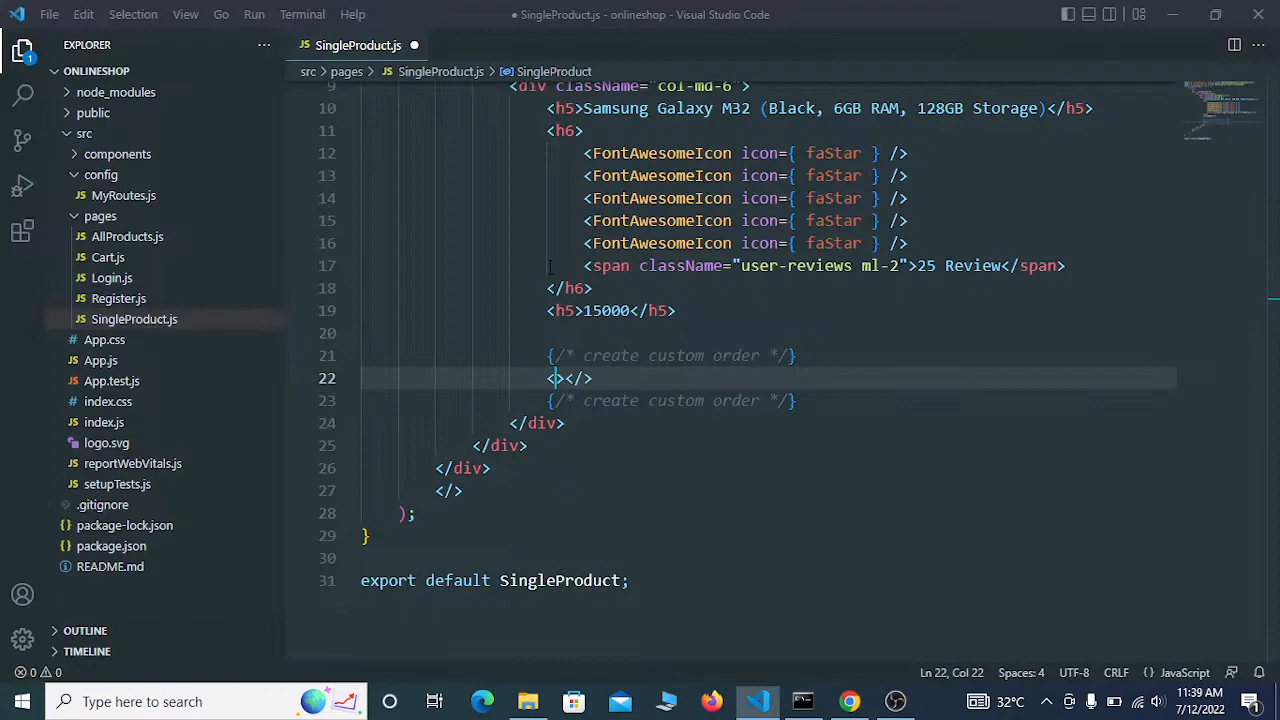 File Edit Selection View Go Run Terminal Help
● SingleProduct.js - onlineshop - Visual Studio Code
EXPLORER
ONLINESHOP
node_modules
public
src
components
config
MyRoutes.js
pages
AllProducts.js
Cart.js
Login.js
Register.js
SingleProduct.js
App.css
App.js
App.test.js
index.css
index.js
logo.svg
reportWebVitals.js
setupTests.js
.gitignore
package-lock.json
package.json
README.md
OUTLINE
TIMELINE
JS SingleProduct.js ●
src > pages > JS SingleProduct.js > SingleProduct
9 <div className="col-md-6">
10 <h5>Samsung Galaxy M32 (Black, 6GB RAM, 128GB Storage)</h5>
11 <h6>
12 <FontAwesomeIcon icon={ faStar } />
13 <FontAwesomeIcon icon={ faStar } />
14 <FontAwesomeIcon icon={ faStar } />
15 <FontAwesomeIcon icon={ faStar } />
16 <FontAwesomeIcon icon={ faStar } />
17 <span className="user-reviews ml-2">25 Review</span>
18 </h6>
19 <h5>15000</h5>
20
21 {/* create custom order */}
22 <></>
23 {/* create custom order */}
24 </div>
25 </div>
26 </div>
27 </>
28 );
29 }
30
31 export default SingleProduct;
0 0 Ln 22, Col 22 Spaces: 4 UTF-8 CRLF {} JavaScript
Type here to search
32°C
11:39 AM
7/12/2022
1